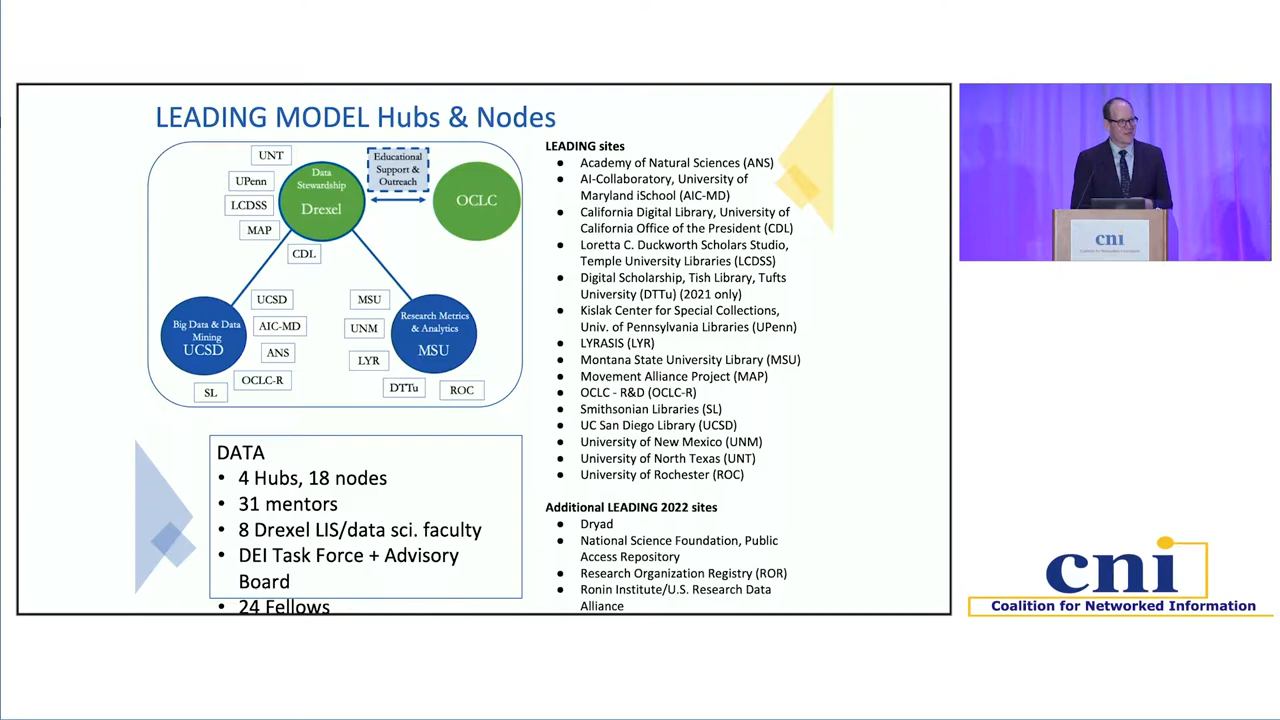 LEADING MODEL Hubs & Nodes
UNT
UPenn
LCDSS
MAP
CDL
Data
Stewardship
Drexel
Educational
Support &
Outreach
OCLC
UCSD
AIC-MD
ANS
OCLC-R
SL
Big Data & Data
Mining
UCSD
MSU
UNM
LYR
DTTu
ROC
Research Metrics
& Analytics
MSU
DATA
• 4 Hubs, 18 nodes
• 31 mentors
• 8 Drexel LIS/data sci. faculty
• DEI Task Force + Advisory
Board
• 24 Fellows
LEADING sites
● Academy of Natural Sciences (ANS)
● AI-Collaboratory, University of
Maryland iSchool (AIC-MD)
● California Digital Library, University of
California Office of the President (CDL)
● Loretta C. Duckworth Scholars Studio,
Temple University Libraries (LCDSS)
● Digital Scholarship, Tish Library, Tufts
University (DTTu) (2021 only)
● Kislak Center for Special Collections,
Univ. of Pennsylvania Libraries (UPenn)
● LYRASIS (LYR)
● Montana State University Library (MSU)
● Movement Alliance Project (MAP)
● OCLC - R&D (OCLC-R)
● Smithsonian Libraries (SL)
● UC San Diego Library (UCSD)
● University of New Mexico (UNM)
● University of North Texas (UNT)
● University of Rochester (ROC)
Additional LEADING 2022 sites
● Dryad
● National Science Foundation, Public
Access Repository
● Research Organization Registry (ROR)
● Ronin Institute/U.S. Research Data
Alliance
cni
Coalition for Networked Information
cni
Coalition for Networked Information